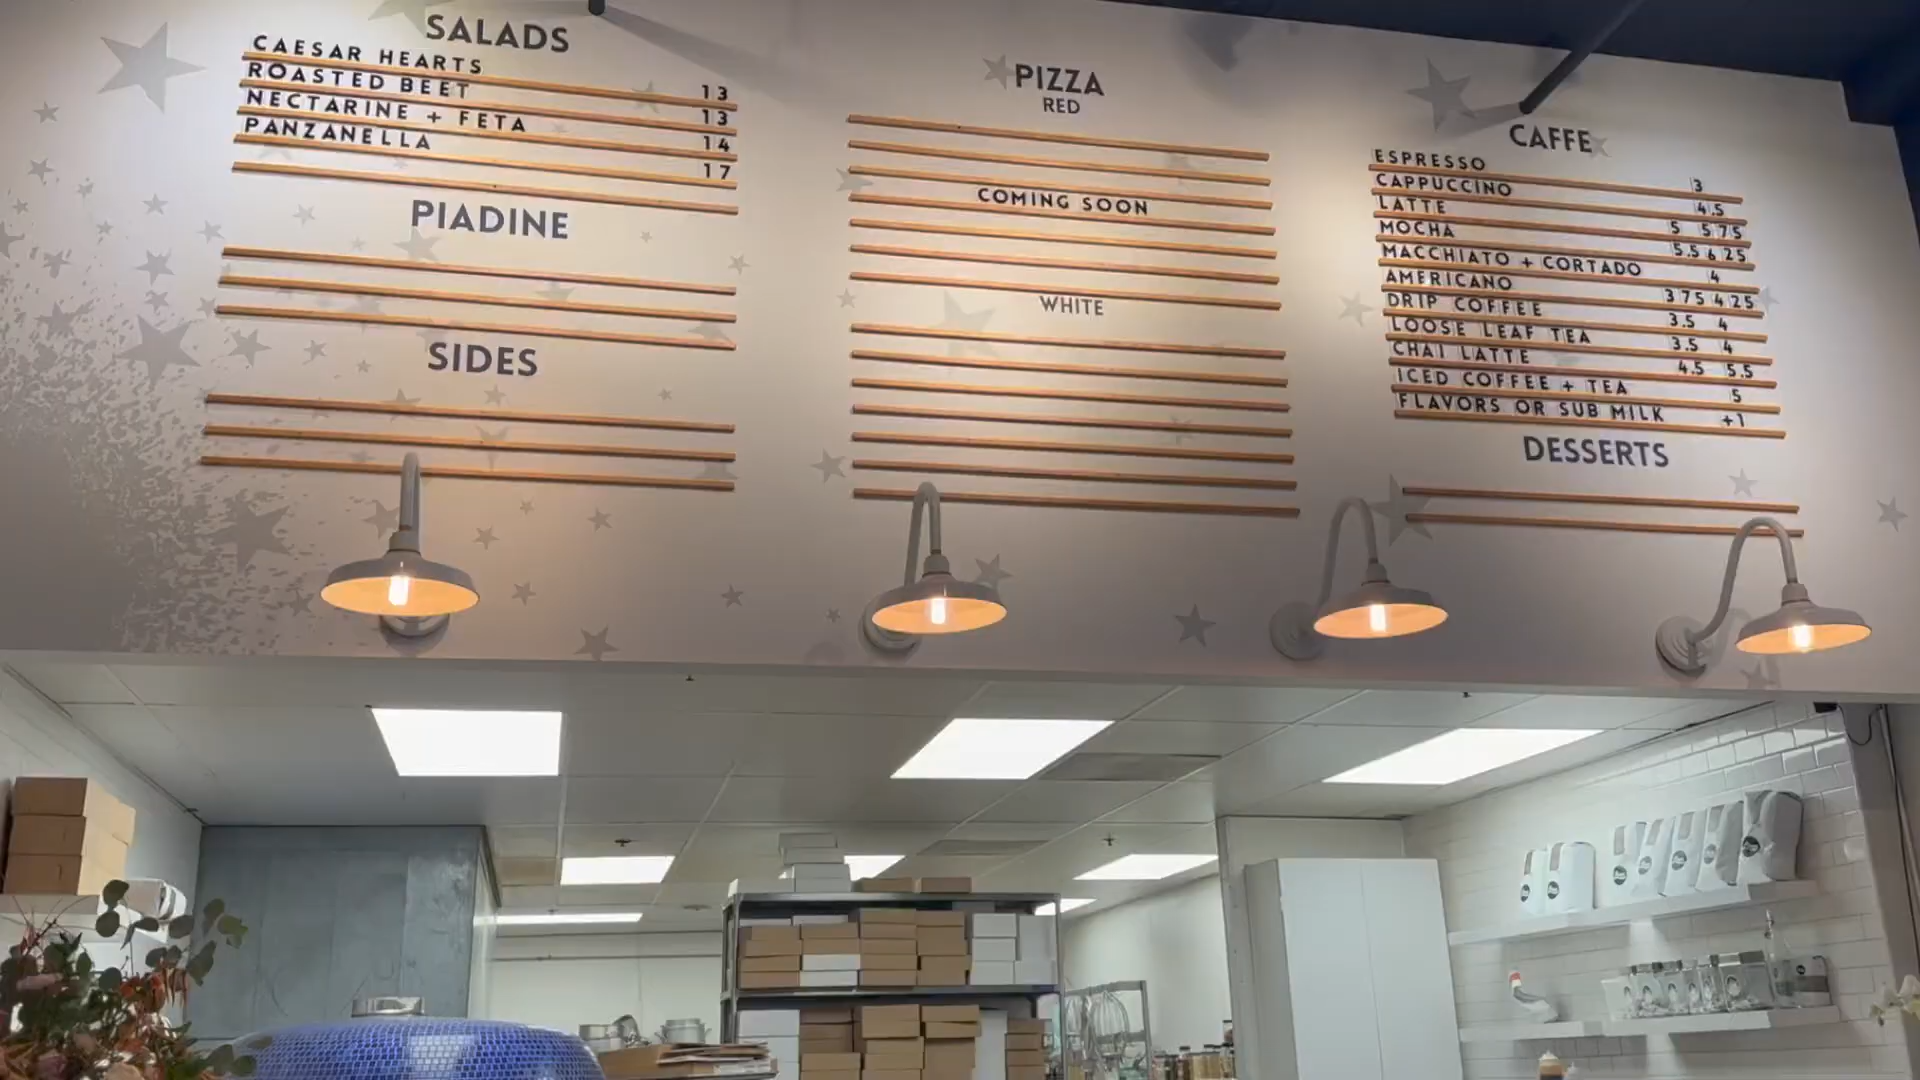 SALADS
CAESAR HEARTS 13
ROASTED BEET 13
NECTARINE + FETA 14
PANZANELLA 17
PIADINE
SIDES
PIZZA
RED
COMING SOON
WHITE
CAFFE
ESPRESSO 3
CAPPUCCINO 4.5
LATTE 5 5 75
MOCHA 5.5 6 25
MACCHIATO + CORTADO 4
AMERICANO 3 75 4 25
DRIP COFFEE 3.5 4
LOOSE LEAF TEA 3.5 4
CHAI LATTE 4.5 5.5
ICED COFFEE + TEA 5
FLAVORS OR SUB MILK +1
DESSERTS